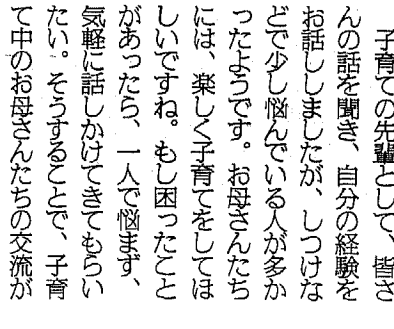 子育ての先輩として、皆さ
んの話を聞き、自分の経験を
お話ししましたが、しつけな
どで少し悩んでいる人が多か
ったようです。お母さんたち
には、楽しく子育てをしてほ
しいですね。もし困ったこと
があったら、一人で悩まず、
気軽に話しかけてきてもらい
たい。そうすることで、子育
て中のお母さんたちの交流が